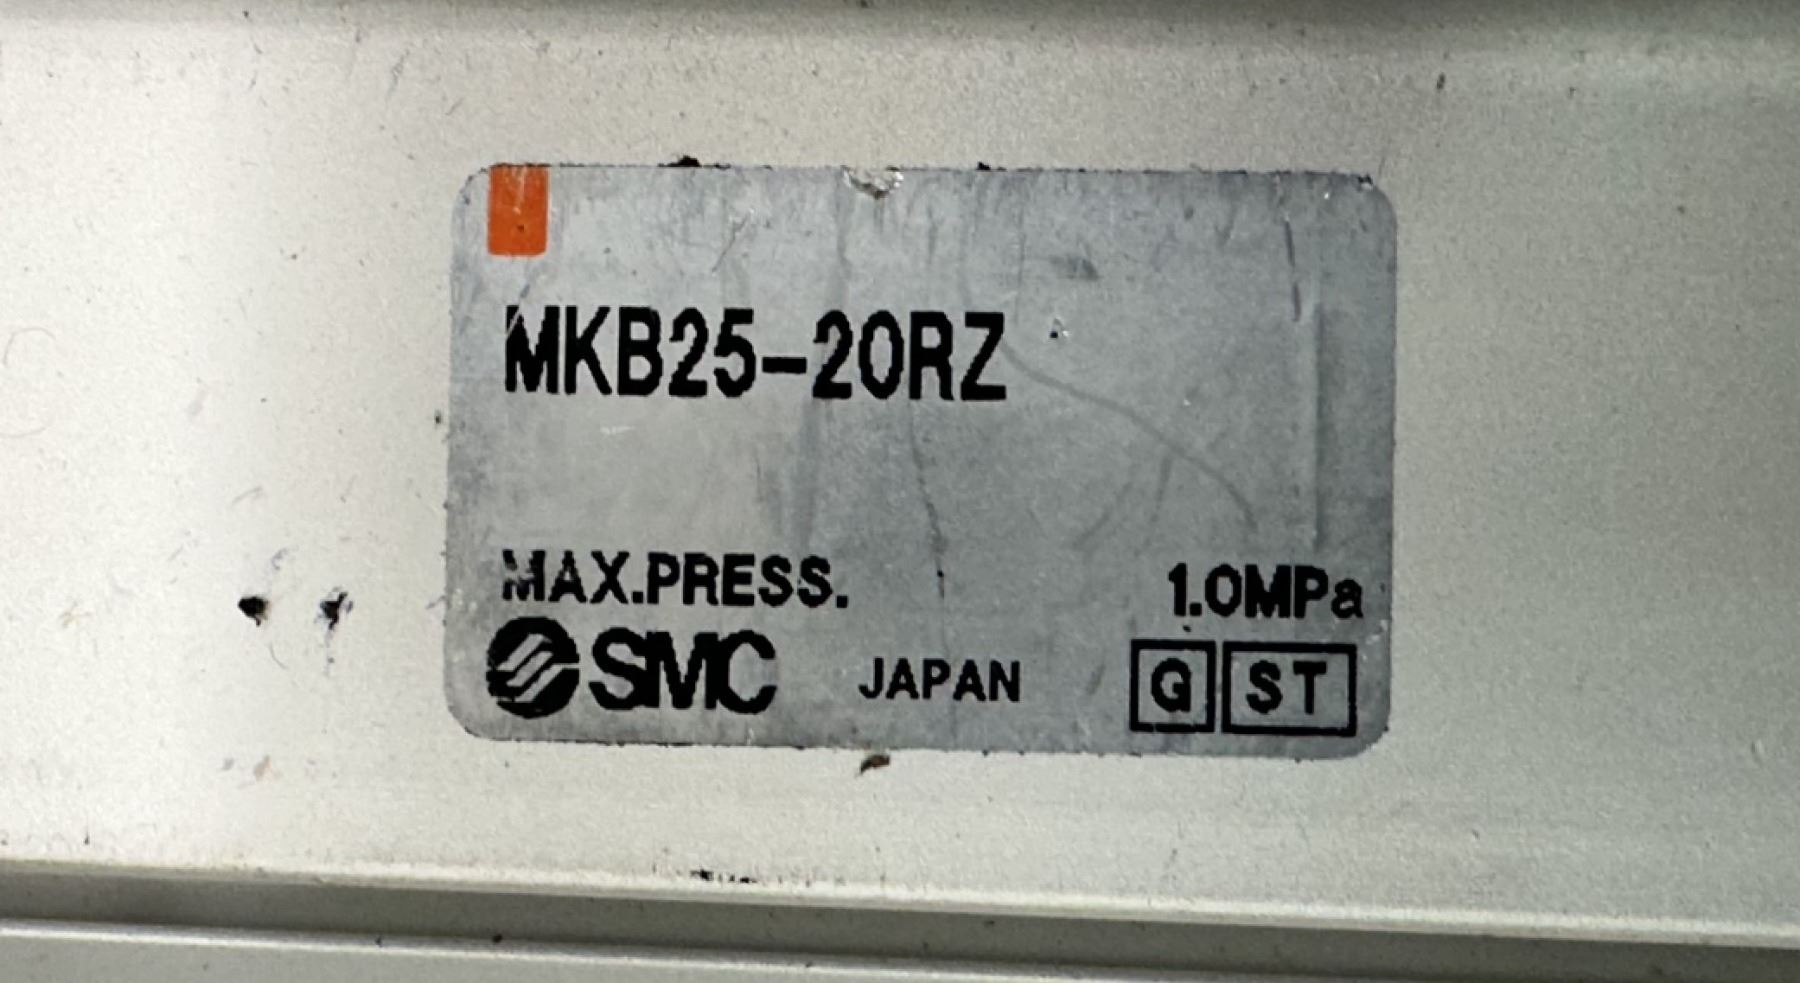 MKB25-20RZ
MAX.PRESS. 1.0MPa
SMC JAPAN G ST